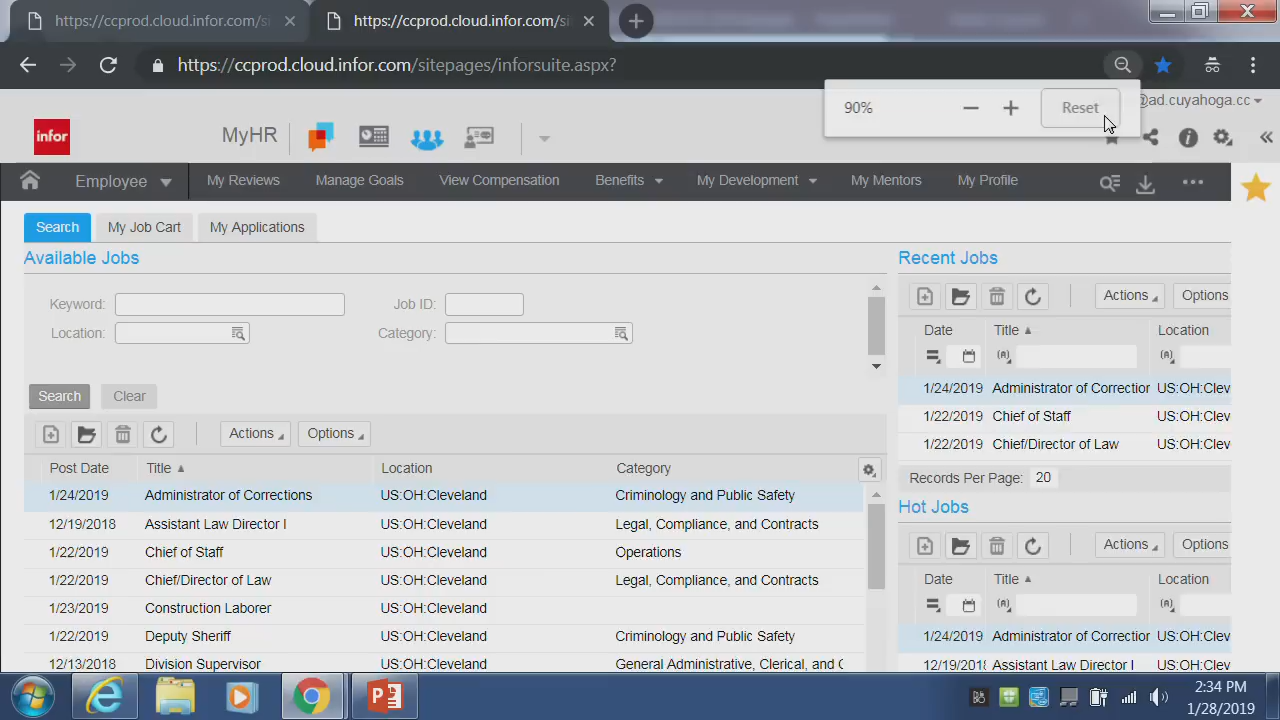 https://ccprod.cloud.infor.com/si
https://ccprod.cloud.infor.com/si
https://ccprod.cloud.infor.com/sitepages/inforsuite.aspx?
90%
Reset
@ad.cuyahoga.cc
infor
MyHR
Employee
My Reviews
Manage Goals
View Compensation
Benefits
My Development
My Mentors
My Profile
Search
My Job Cart
My Applications
Available Jobs
Keyword:
Job ID:
Location:
Category:
Search
Clear
Actions
Options
Post Date Title Location Category
1/24/2019 Administrator of Corrections US:OH:Cleveland Criminology and Public Safety
12/19/2018 Assistant Law Director I US:OH:Cleveland Legal, Compliance, and Contracts
1/22/2019 Chief of Staff US:OH:Cleveland Operations
1/22/2019 Chief/Director of Law US:OH:Cleveland Legal, Compliance, and Contracts
1/23/2019 Construction Laborer US:OH:Cleveland
1/22/2019 Deputy Sheriff US:OH:Cleveland Criminology and Public Safety
12/13/2018 Division Supervisor US:OH:Cleveland General Administrative, Clerical, and C
Recent Jobs
Actions
Options
Date Title Location
1/24/2019 Administrator of Correction US:OH:Cleve
1/22/2019 Chief of Staff US:OH:Cleve
1/22/2019 Chief/Director of Law US:OH:Cleve
Records Per Page: 20
Hot Jobs
Actions
Options
Date Title Location
1/24/2019 Administrator of Correction US:OH:Cleve
12/19/2018 Assistant Law Director I US:OH:Cleve
2:34 PM
1/28/2019